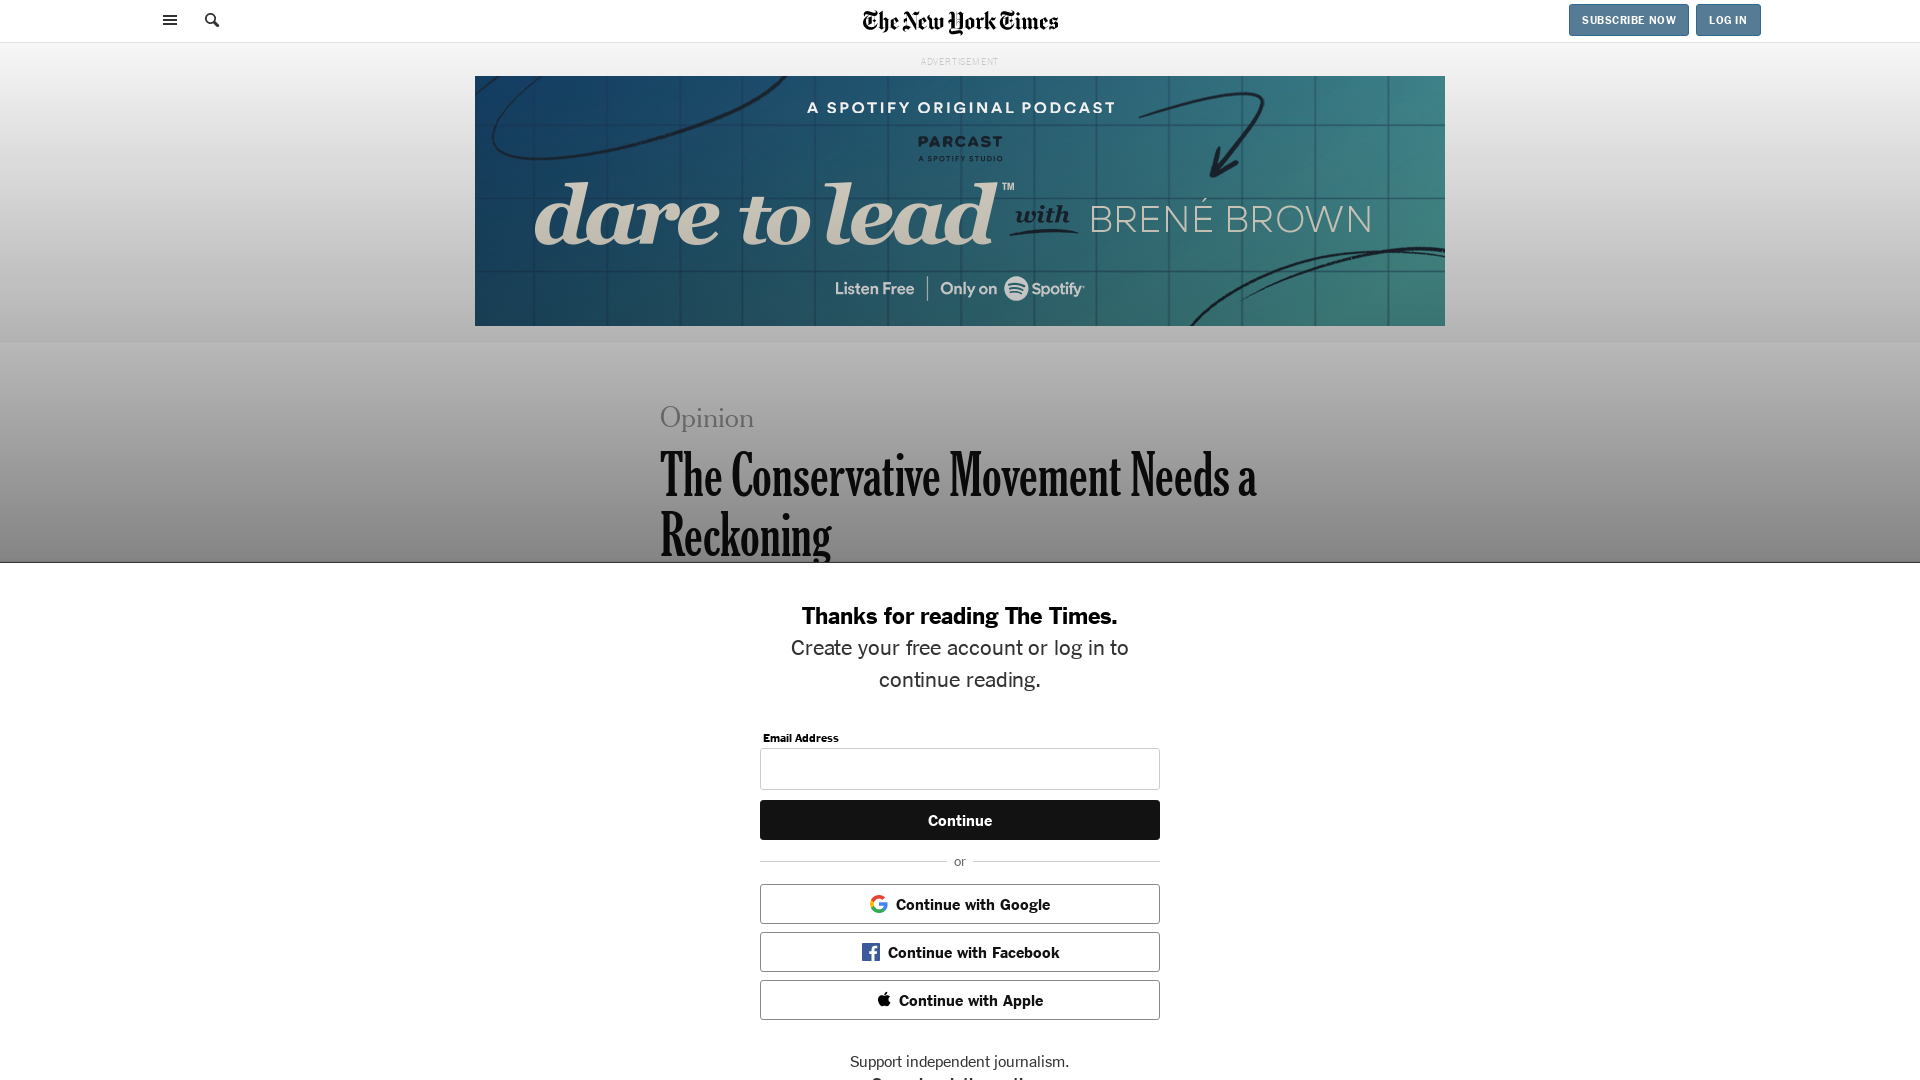 The New York Times
SUBSCRIBE NOW
LOG IN
ADVERTISEMENT
A SPOTIFY ORIGINAL PODCAST
PARCAST
A SPOTIFY STUDIO
dare to lead™ with BRENÉ BROWN
Listen Free | Only on Spotify
Opinion
The Conservative Movement Needs a
Reckoning
Thanks for reading The Times.
Create your free account or log in to
continue reading.
Email Address
Continue
or
Continue with Google
Continue with Facebook
Continue with Apple
Support independent journalism.